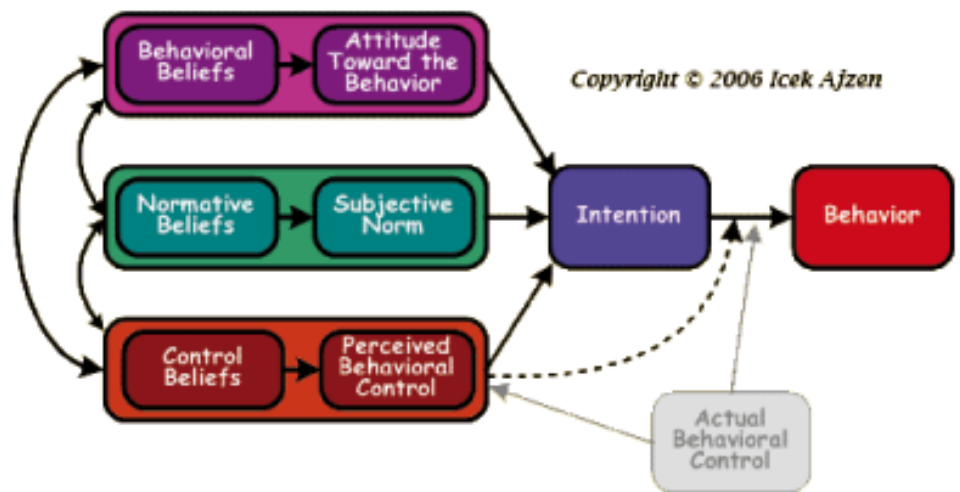 Behavioral
Beliefs
Attitude
Toward the
Behavior
Copyright © 2006 Icek Ajzen
Normative
Beliefs
Subjective
Norm
Intention
Behavior
Control
Beliefs
Perceived
Behavioral
Control
Actual
Behavioral
Control